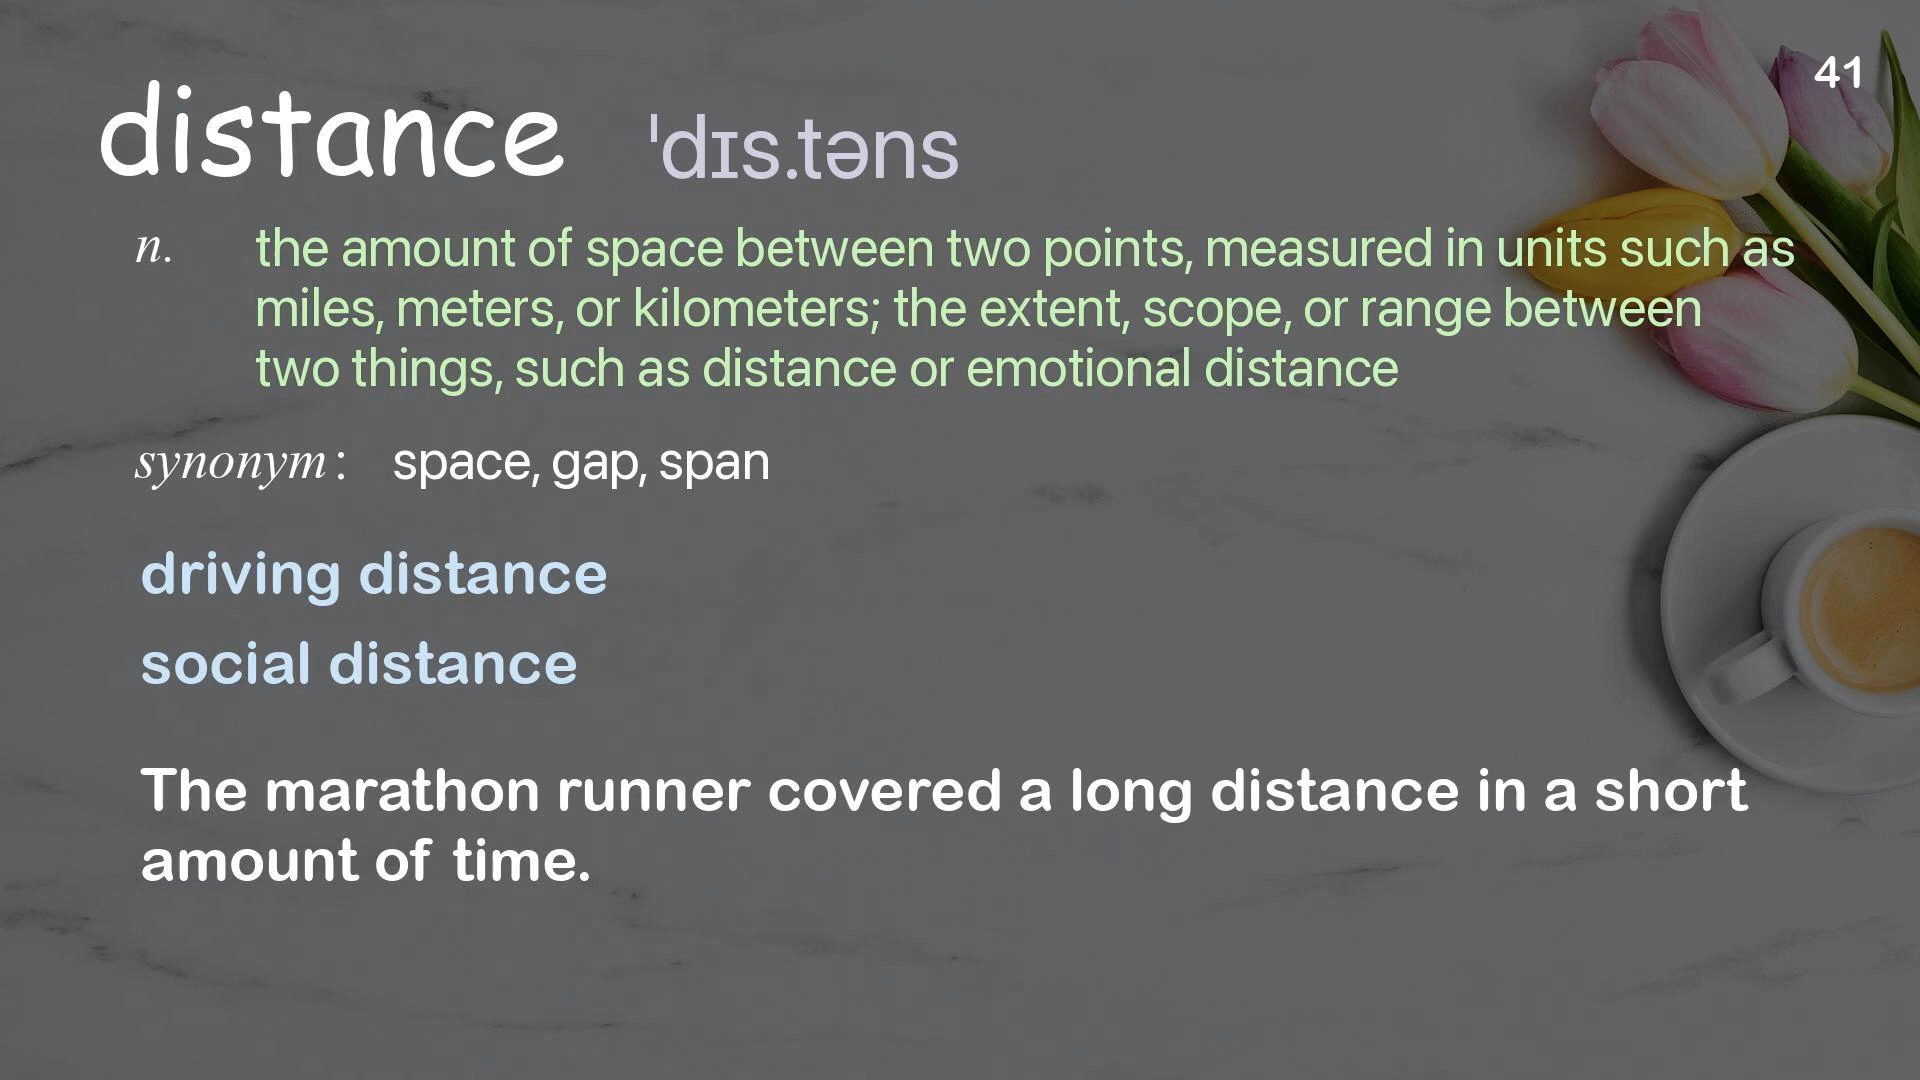 41
distance ˈdɪs.təns
n. the amount of space between two points, measured in units such as
miles, meters, or kilometers; the extent, scope, or range between
two things, such as distance or emotional distance
synonym: space, gap, span
driving distance
social distance
The marathon runner covered a long distance in a short
amount of time.